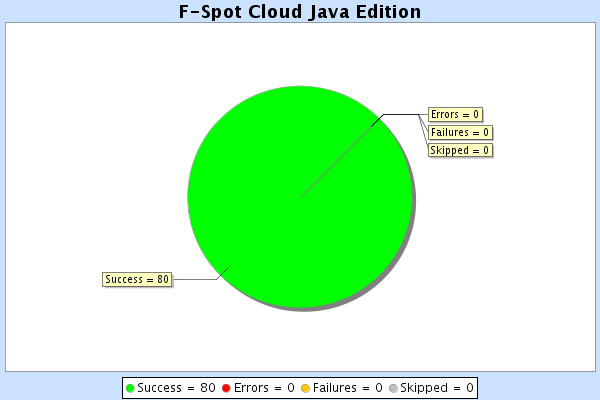 F-Spot Cloud Java Edition
Errors = 0
Failures = 0
Skipped = 0
Success = 80
Success = 80 Errors = 0 Failures = 0 Skipped = 0